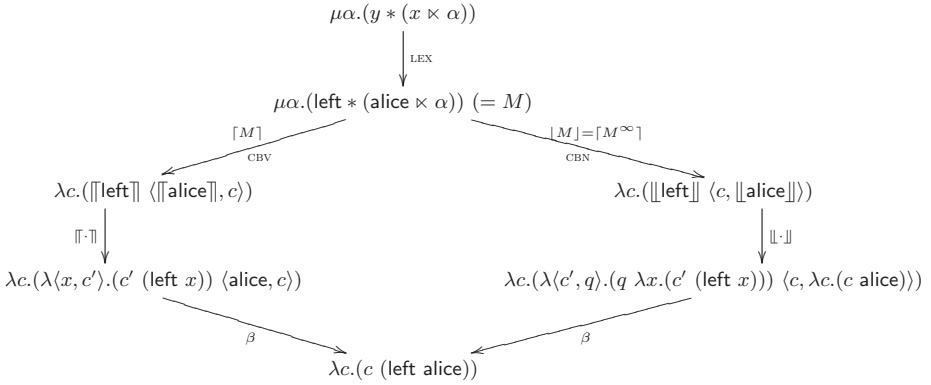 μα.(y ∗ (x ⋉ α))
LEX
μα.(left ∗ (alice ⋉ α)) (= M)
⌈M⌉ ⌊M⌋=⌈M^∞⌉
CBV CBN
λc.(⟦⌈left⌉⟧ ⟨⟦⌈alice⌉⟧, c⟩) λc.(⌊⌊left⌋⌋ ⟨c, ⌊⌊alice⌋⌋⟩)
⌈⌈·⌉⌉ ⌊⌊·⌋⌋
λc.(λ⟨x, c′⟩.(c′ (left x)) ⟨alice, c⟩) λc.(λ⟨c′, q⟩.(q λx.(c′ (left x))) ⟨c, λc.(c alice)⟩)
β β
λc.(c (left alice))